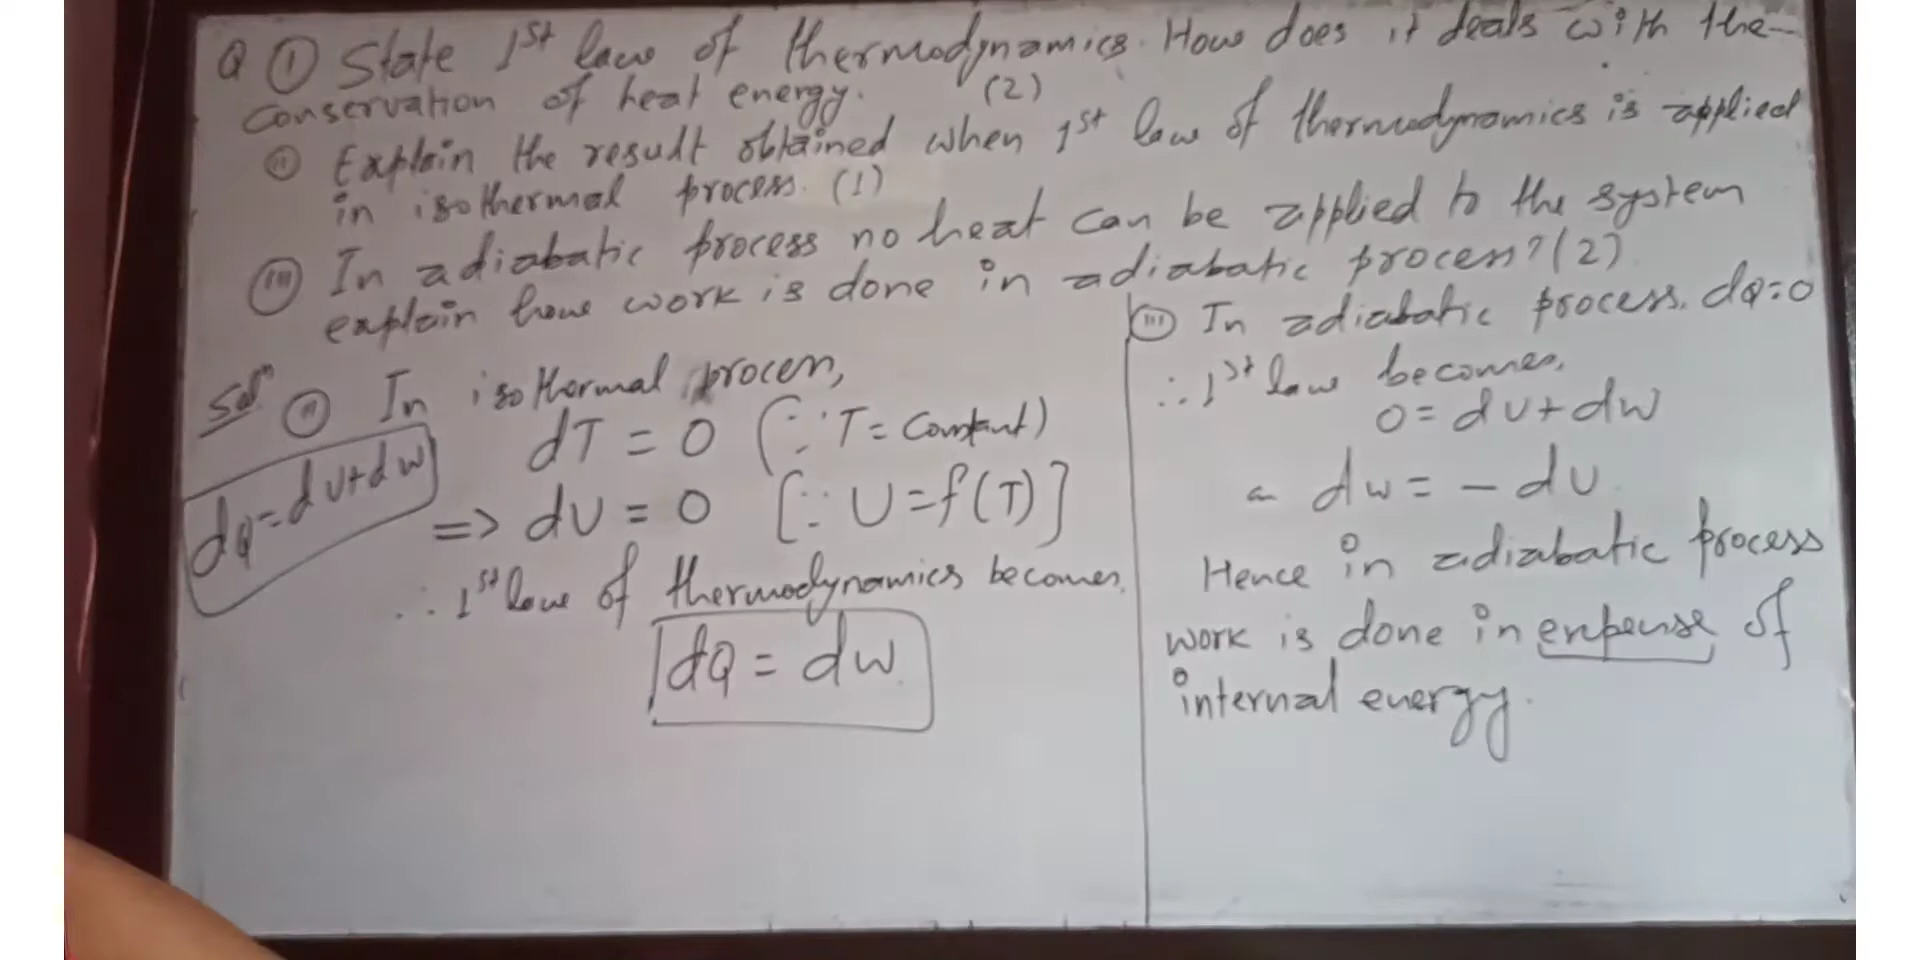 Q (i) State 1st law of thermodynamics. How does it deals with the
conservation of heat energy. (2)
(ii) Explain the result obtained when 1st law of thermodynamics is applied
in isothermal process. (1)
(iii) In adiabatic process no heat can be applied to the system
explain how work is done in adiabatic process? (2)
Solⁿ (ii) In isothermal process,
dT = 0 (∵ T = Constant)
dQ = dU + dW
=> dU = 0 [∵ U = f(T)]
∴ 1st law of thermodynamics becomes,
dQ = dW
(iii) In adiabatic process. dQ = 0
∴ 1st law becomes,
0 = dU + dW
dW = - dU
Hence in adiabatic process
work is done in expense of
internal energy.